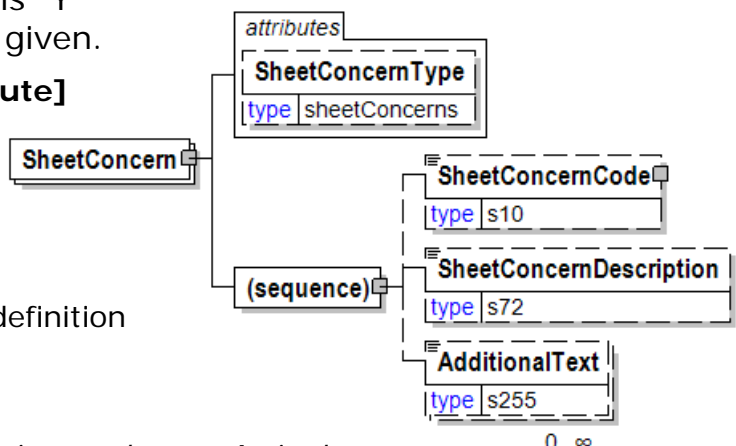 is "Y"
given.
ute]
attributes
SheetConcernType
type sheetConcerns
SheetConcern
SheetConcernCode
type s10
(sequence)
SheetConcernDescription
type s72
definition
AdditionalText
type s255
0 ∞